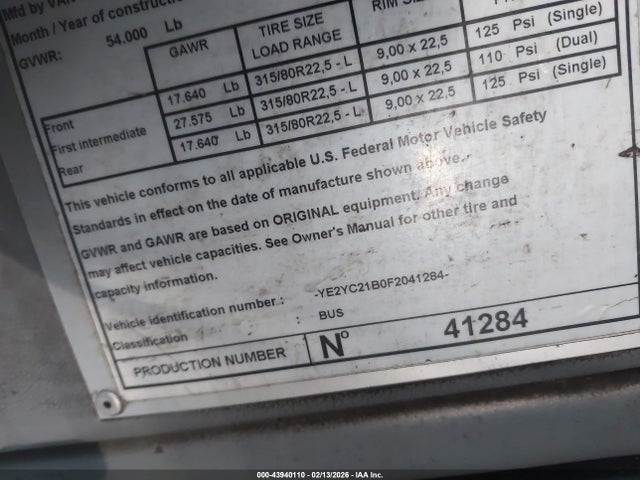 Mfd by VAN
Month / Year of construction
GVWR: 54.000 Lb
GAWR TIRE SIZE LOAD RANGE RIM SIZE
Front 17.640 Lb 315/80R22,5 - L 9,00 x 22,5 125 Psi (Single)
First intermediate 27.575 Lb 315/80R22,5 - L 9,00 x 22,5 110 Psi (Dual)
Rear 17.640 Lb 315/80R22,5 - L 9,00 x 22,5 125 Psi (Single)
This vehicle conforms to all applicable U.S. Federal Motor Vehicle Safety
Standards in effect on the date of manufacture shown above.
GVWR and GAWR are based on ORIGINAL equipment. Any change
may affect vehicle capacities. See Owner's Manual for other tire and
capacity information.
Vehicle identification number : -YE2YC21B0F2041284-
Classification : BUS
PRODUCTION NUMBER N° 41284
000-43940110 - 02/13/2026 - IAA Inc.